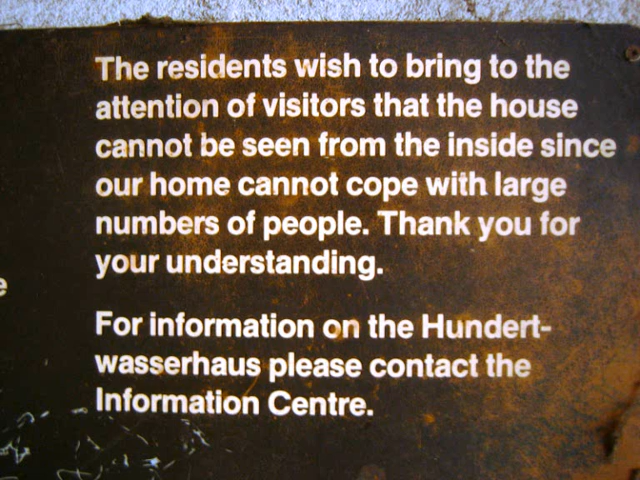 The residents wish to bring to the
attention of visitors that the house
cannot be seen from the inside since
our home cannot cope with large
numbers of people. Thank you for
your understanding.
For information on the Hundert-
wasserhaus please contact the
Information Centre.